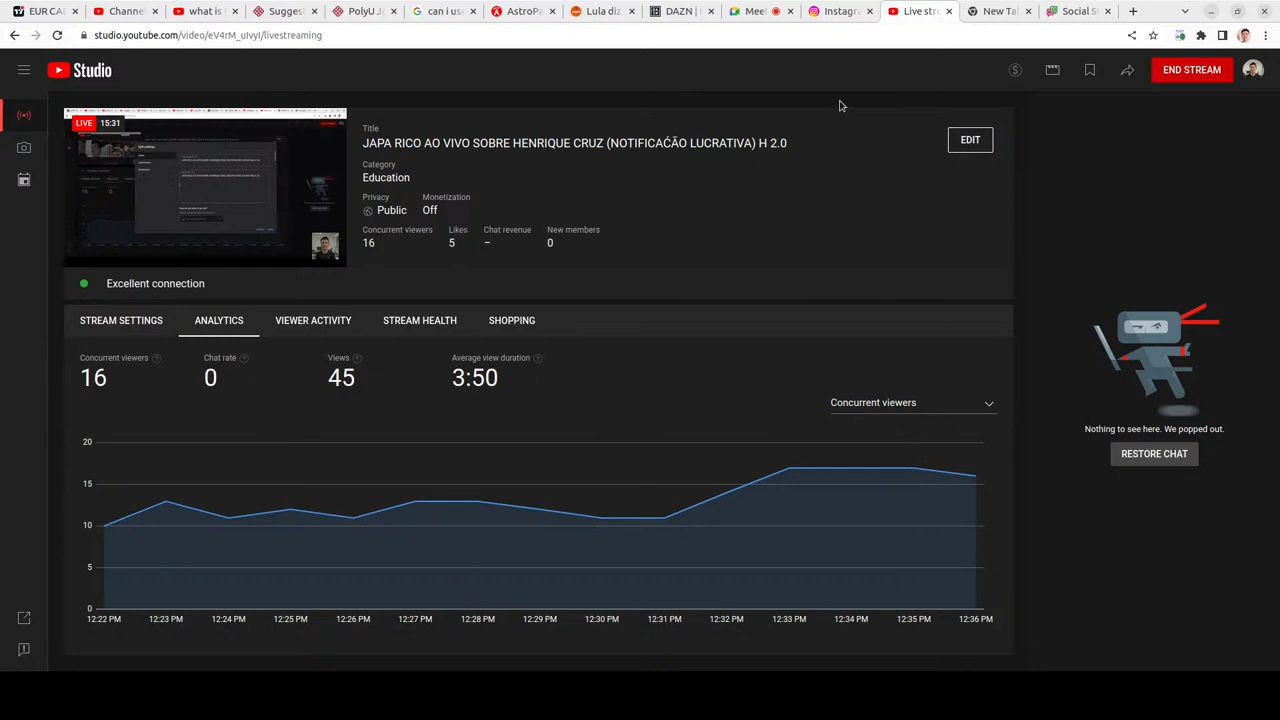 EUR CA
Channel
what is
Suggest
PolyU J
can i us
AstroPa
Lula diz
DAZN |
Meet
Instagra
Live str
New Tal
Social S
studio.youtube.com/video/eV4rM_uIvyI/livestreaming
Studio
END STREAM
LIVE 15:31
Title
JAPA RICO AO VIVO SOBRE HENRIQUE CRUZ (NOTIFICAĆÃO LUCRATIVA) H 2.0
EDIT
Category
Education
Privacy Monetization
Public Off
Concurrent viewers Likes Chat revenue New members
16 5 – 0
Excellent connection
STREAM SETTINGS ANALYTICS VIEWER ACTIVITY STREAM HEALTH SHOPPING
Concurrent viewers Chat rate Views Average view duration
16 0 45 3:50
Concurrent viewers
20
15
10
5
0
12:22 PM 12:23 PM 12:24 PM 12:25 PM 12:26 PM 12:27 PM 12:28 PM 12:29 PM 12:30 PM 12:31 PM 12:32 PM 12:33 PM 12:34 PM 12:35 PM 12:36 PM
Nothing to see here. We popped out.
RESTORE CHAT